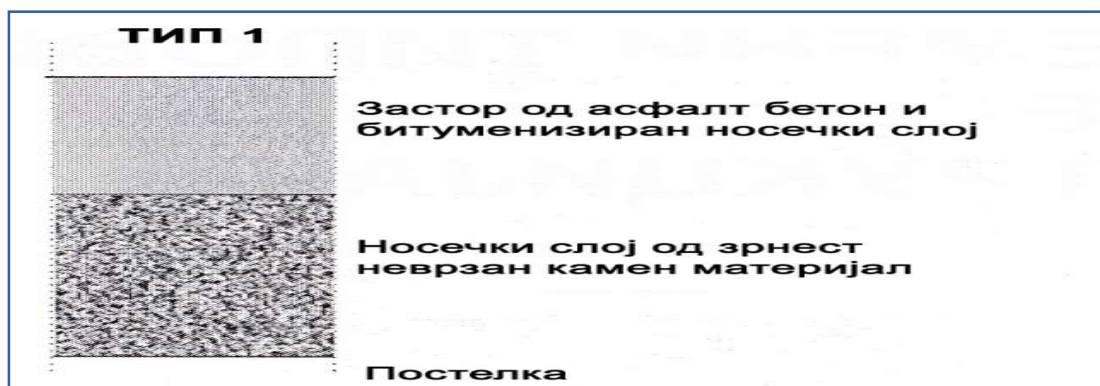 ТИП 1
Застор од асфалт бетон и
битуменизиран носечки слој
Носечки слој од зрнест
неврзан камен материјал
Постелка